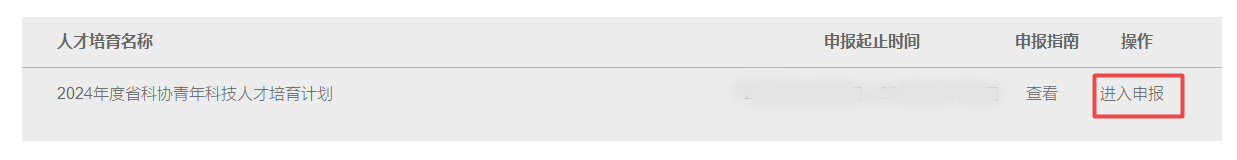 人才培育名称 申报起止时间 申报指南 操作
2024年度省科协青年科技人才培育计划 查看 进入申报